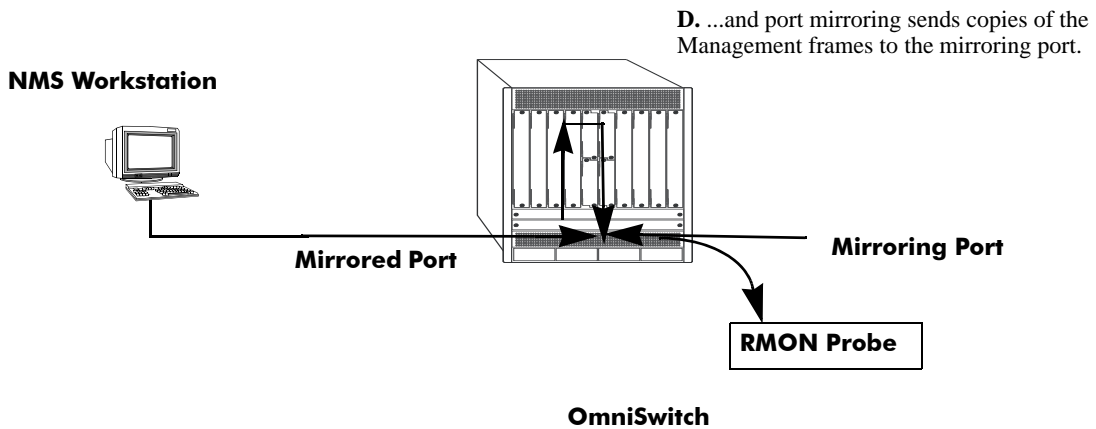 D. ...and port mirroring sends copies of the
Management frames to the mirroring port.
NMS Workstation
Mirrored Port
Mirroring Port
RMON Probe
OmniSwitch